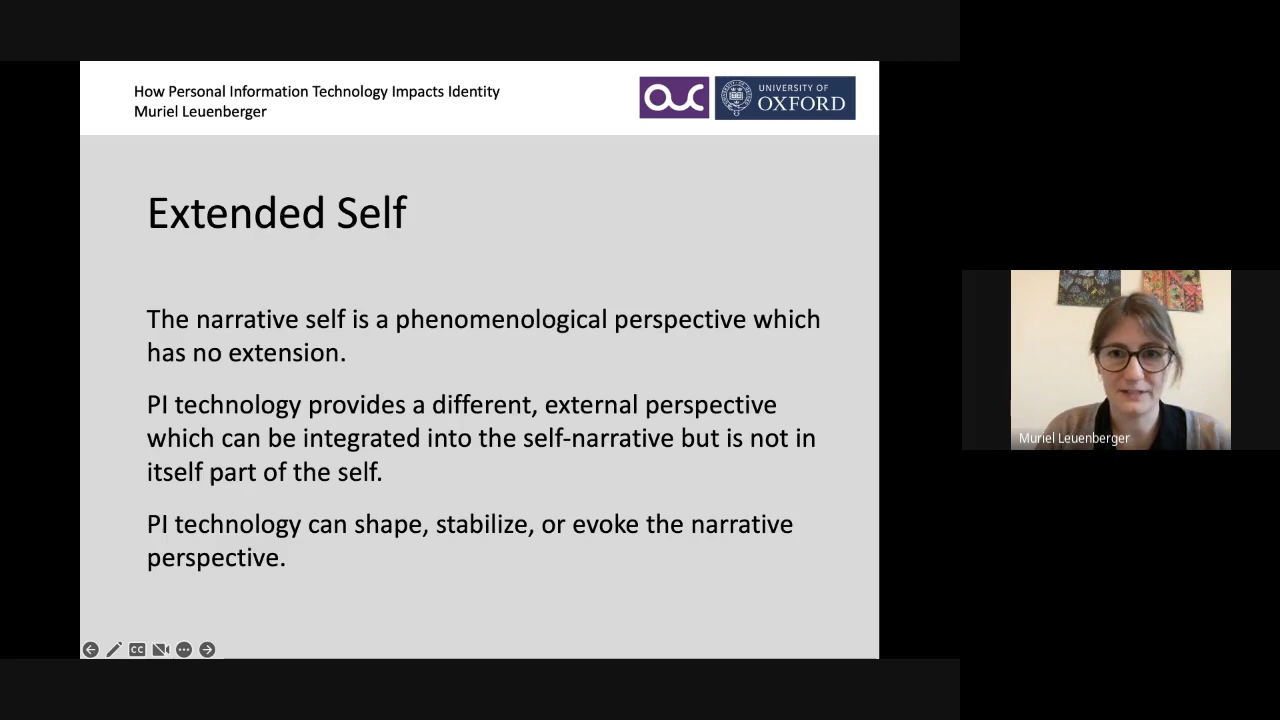 How Personal Information Technology Impacts Identity
Muriel Leuenberger
OUC
UNIVERSITY OF
OXFORD
Extended Self
The narrative self is a phenomenological perspective which
has no extension.
PI technology provides a different, external perspective
which can be integrated into the self-narrative but is not in
itself part of the self.
PI technology can shape, stabilize, or evoke the narrative
perspective.
CC
Muriel Leuenberger